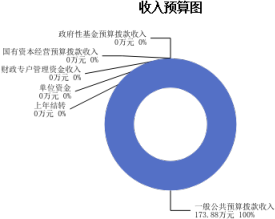 收入预算图
政府性基金预算拨款收入
0万元 0%
国有资本经营预算拨款收入
0万元 0%
财政专户管理资金收入
0万元 0%
单位资金
0万元 0%
上年结转
0万元 0%
一般公共预算拨款收入
173.88万元 100%